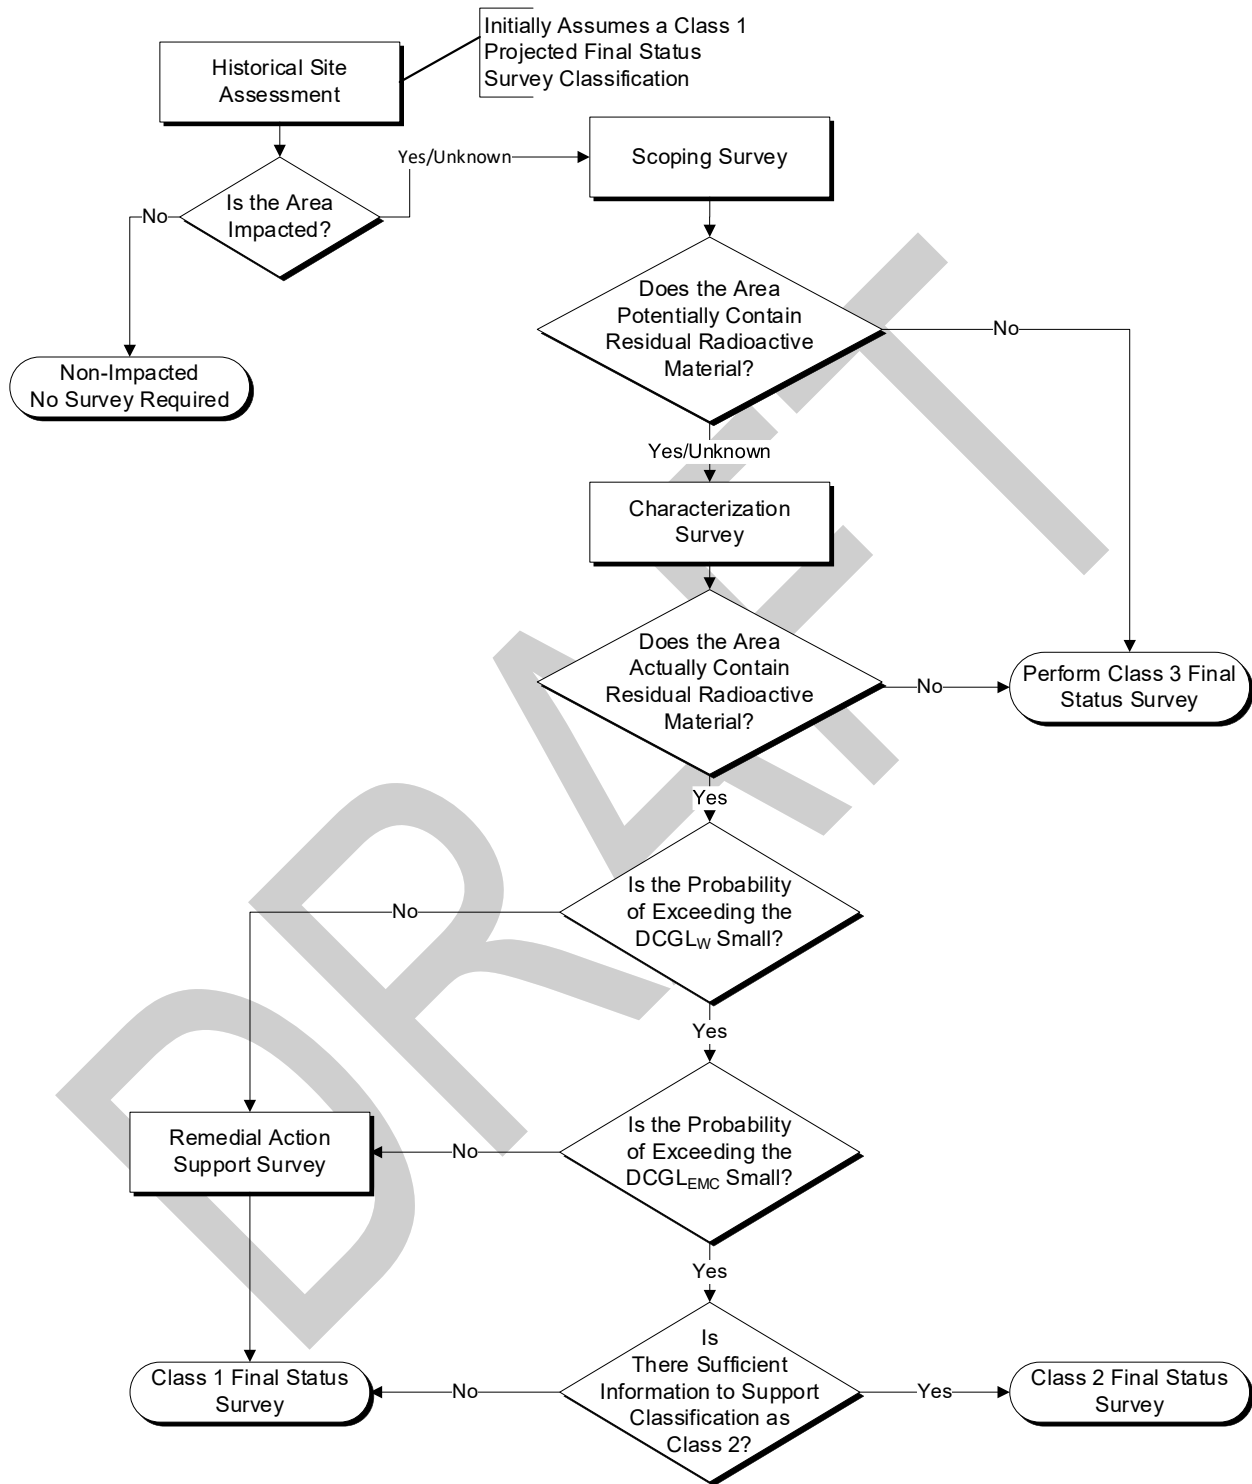 Initially Assumes a Class 1
Projected Final Status
Survey Classification
Historical Site
Assessment
Yes/Unknown
Scoping Survey
Is the Area
Impacted?
No
Does the Area
Potentially Contain
Residual Radioactive
Material?
No
Non-Impacted
No Survey Required
Yes/Unknown
Characterization
Survey
Does the Area
Actually Contain
Residual Radioactive
Material?
No
Perform Class 3 Final
Status Survey
Yes
Is the Probability
of Exceeding the
DCGLW Small?
No
Yes
Is the Probability
of Exceeding the
DCGLEMC Small?
No
Remedial Action
Support Survey
Yes
Is
There Sufficient
Information to Support
Classification as
Class 2?
No
Class 1 Final Status
Survey
Yes
Class 2 Final Status
Survey
DRAFT